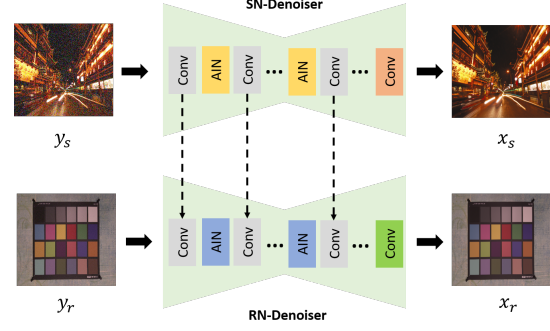 SN-Denoiser
Conv
AIN
Conv
...
AIN
Conv
...
Conv
y_s
x_s
Conv
AIN
Conv
...
AIN
Conv
...
Conv
y_r
x_r
RN-Denoiser